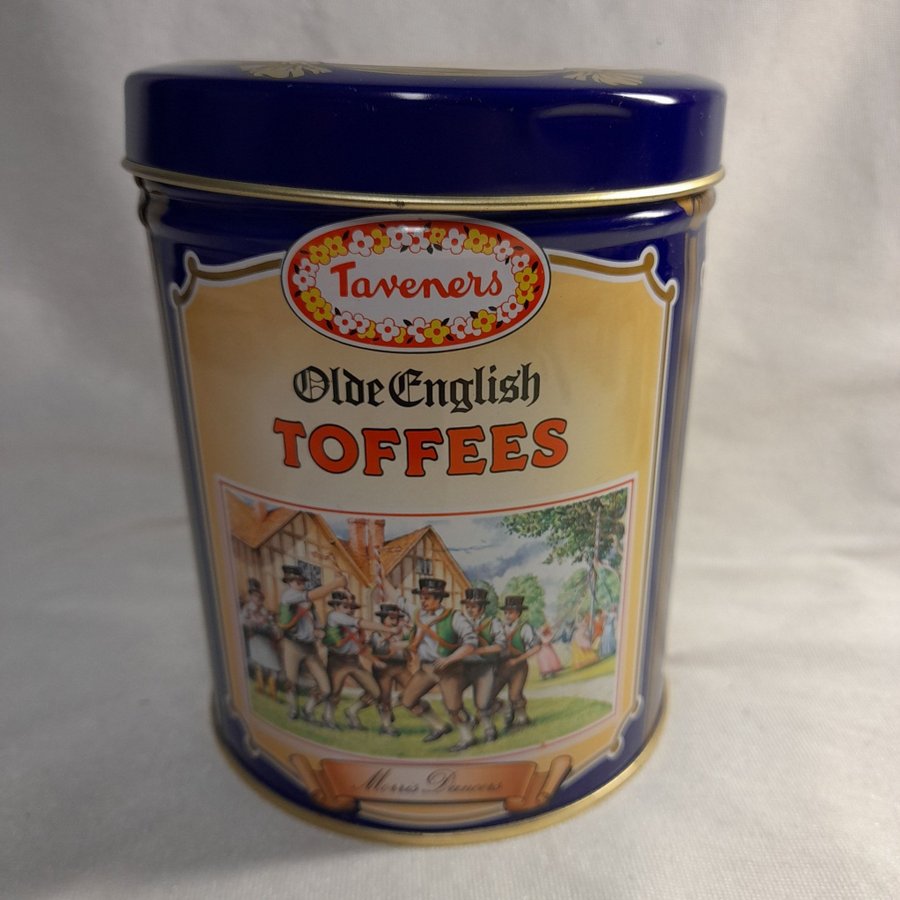 Taveners
Olde English
TOFFEES
Morris Dancers